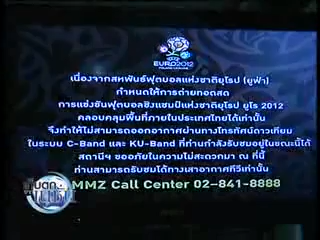 UEFA
EURO2012
POLAND-UKRAINE
เนื่องจากสหพันธ์ฟุตบอลแห่งชาติยุโรป (ยูฟ่า)
กำหนดให้การถ่ายทอดสด
การแข่งขันฟุตบอลชิงแชมป์แห่งชาติยุโรป ยูโร 2012
คลอบคลุมพื้นที่ภายในประเทศไทยได้เท่านั้น
จึงทำให้ไม่สามารถออกอากาศผ่านทางโทรทัศน์ดาวเทียม
ในระบบ C-Band และ KU-Band ที่ท่านกำลังรับชมอยู่ในขณะนี้ได้
สถานีฯ ขออภัยในความไม่สะดวกมา ณ ที่นี้
ท่านสามารถรับชมได้ทางเสาอากาศทีวีเท่านั้น
MMZ Call Center 02-841-8888